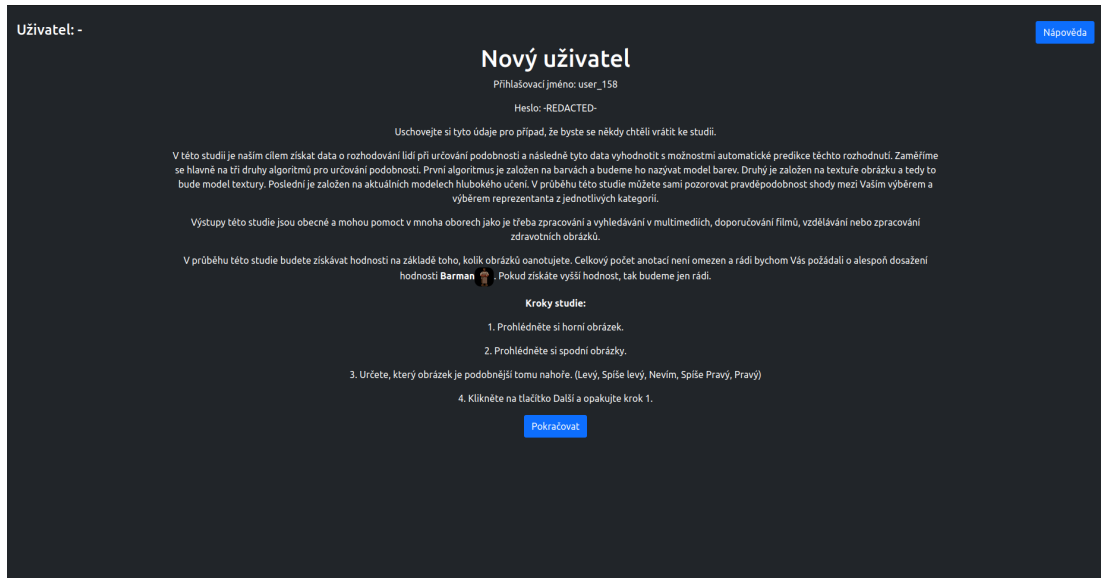 Uživatel: -
Nápověda
Nový uživatel
Přihlašovací jméno: user_158
Heslo: -REDACTED-
Uschovejte si tyto údaje pro případ, že byste se někdy chtěli vrátit ke studii.
V této studii je naším cílem získat data o rozhodování lidí při určování podobnosti a následně tyto data vyhodnotit s možnostmi automatické predikce těchto rozhodnutí. Zaměříme
se hlavně na tři druhy algoritmů pro určování podobnosti. První algoritmus je založen na barvách a budeme ho nazývat model barev. Druhý je založen na textuře obrázku a tedy to
bude model textury. Poslední je založen na aktuálních modelech hlubokého učení. V průběhu této studie můžete sami pozorovat pravděpodobnost shody mezi Vaším výběrem a
výběrem reprezentanta z jednotlivých kategorií.
Výstupy této studie jsou obecné a mohou pomoct v mnoha oborech jako je třeba zpracování a vyhledávání v multimediích, doporučování filmů, vzdělávání nebo zpracování
zdravotních obrázků.
V průběhu této studie budete získávat hodnosti na základě toho, kolik obrázků oanotujete. Celkový počet anotací není omezen a rádi bychom Vás požádali o alespoň dosažení
hodnosti Barman. Pokud získáte vyšší hodnost, tak budeme jen rádi.
Kroky studie:
1. Prohlédněte si horní obrázek.
2. Prohlédněte si spodní obrázky.
3. Určete, který obrázek je podobnější tomu nahoře. (Levý, Spíše levý, Nevím, Spíše Pravý, Pravý)
4. Klikněte na tlačítko Další a opakujte krok 1.
Pokračovat